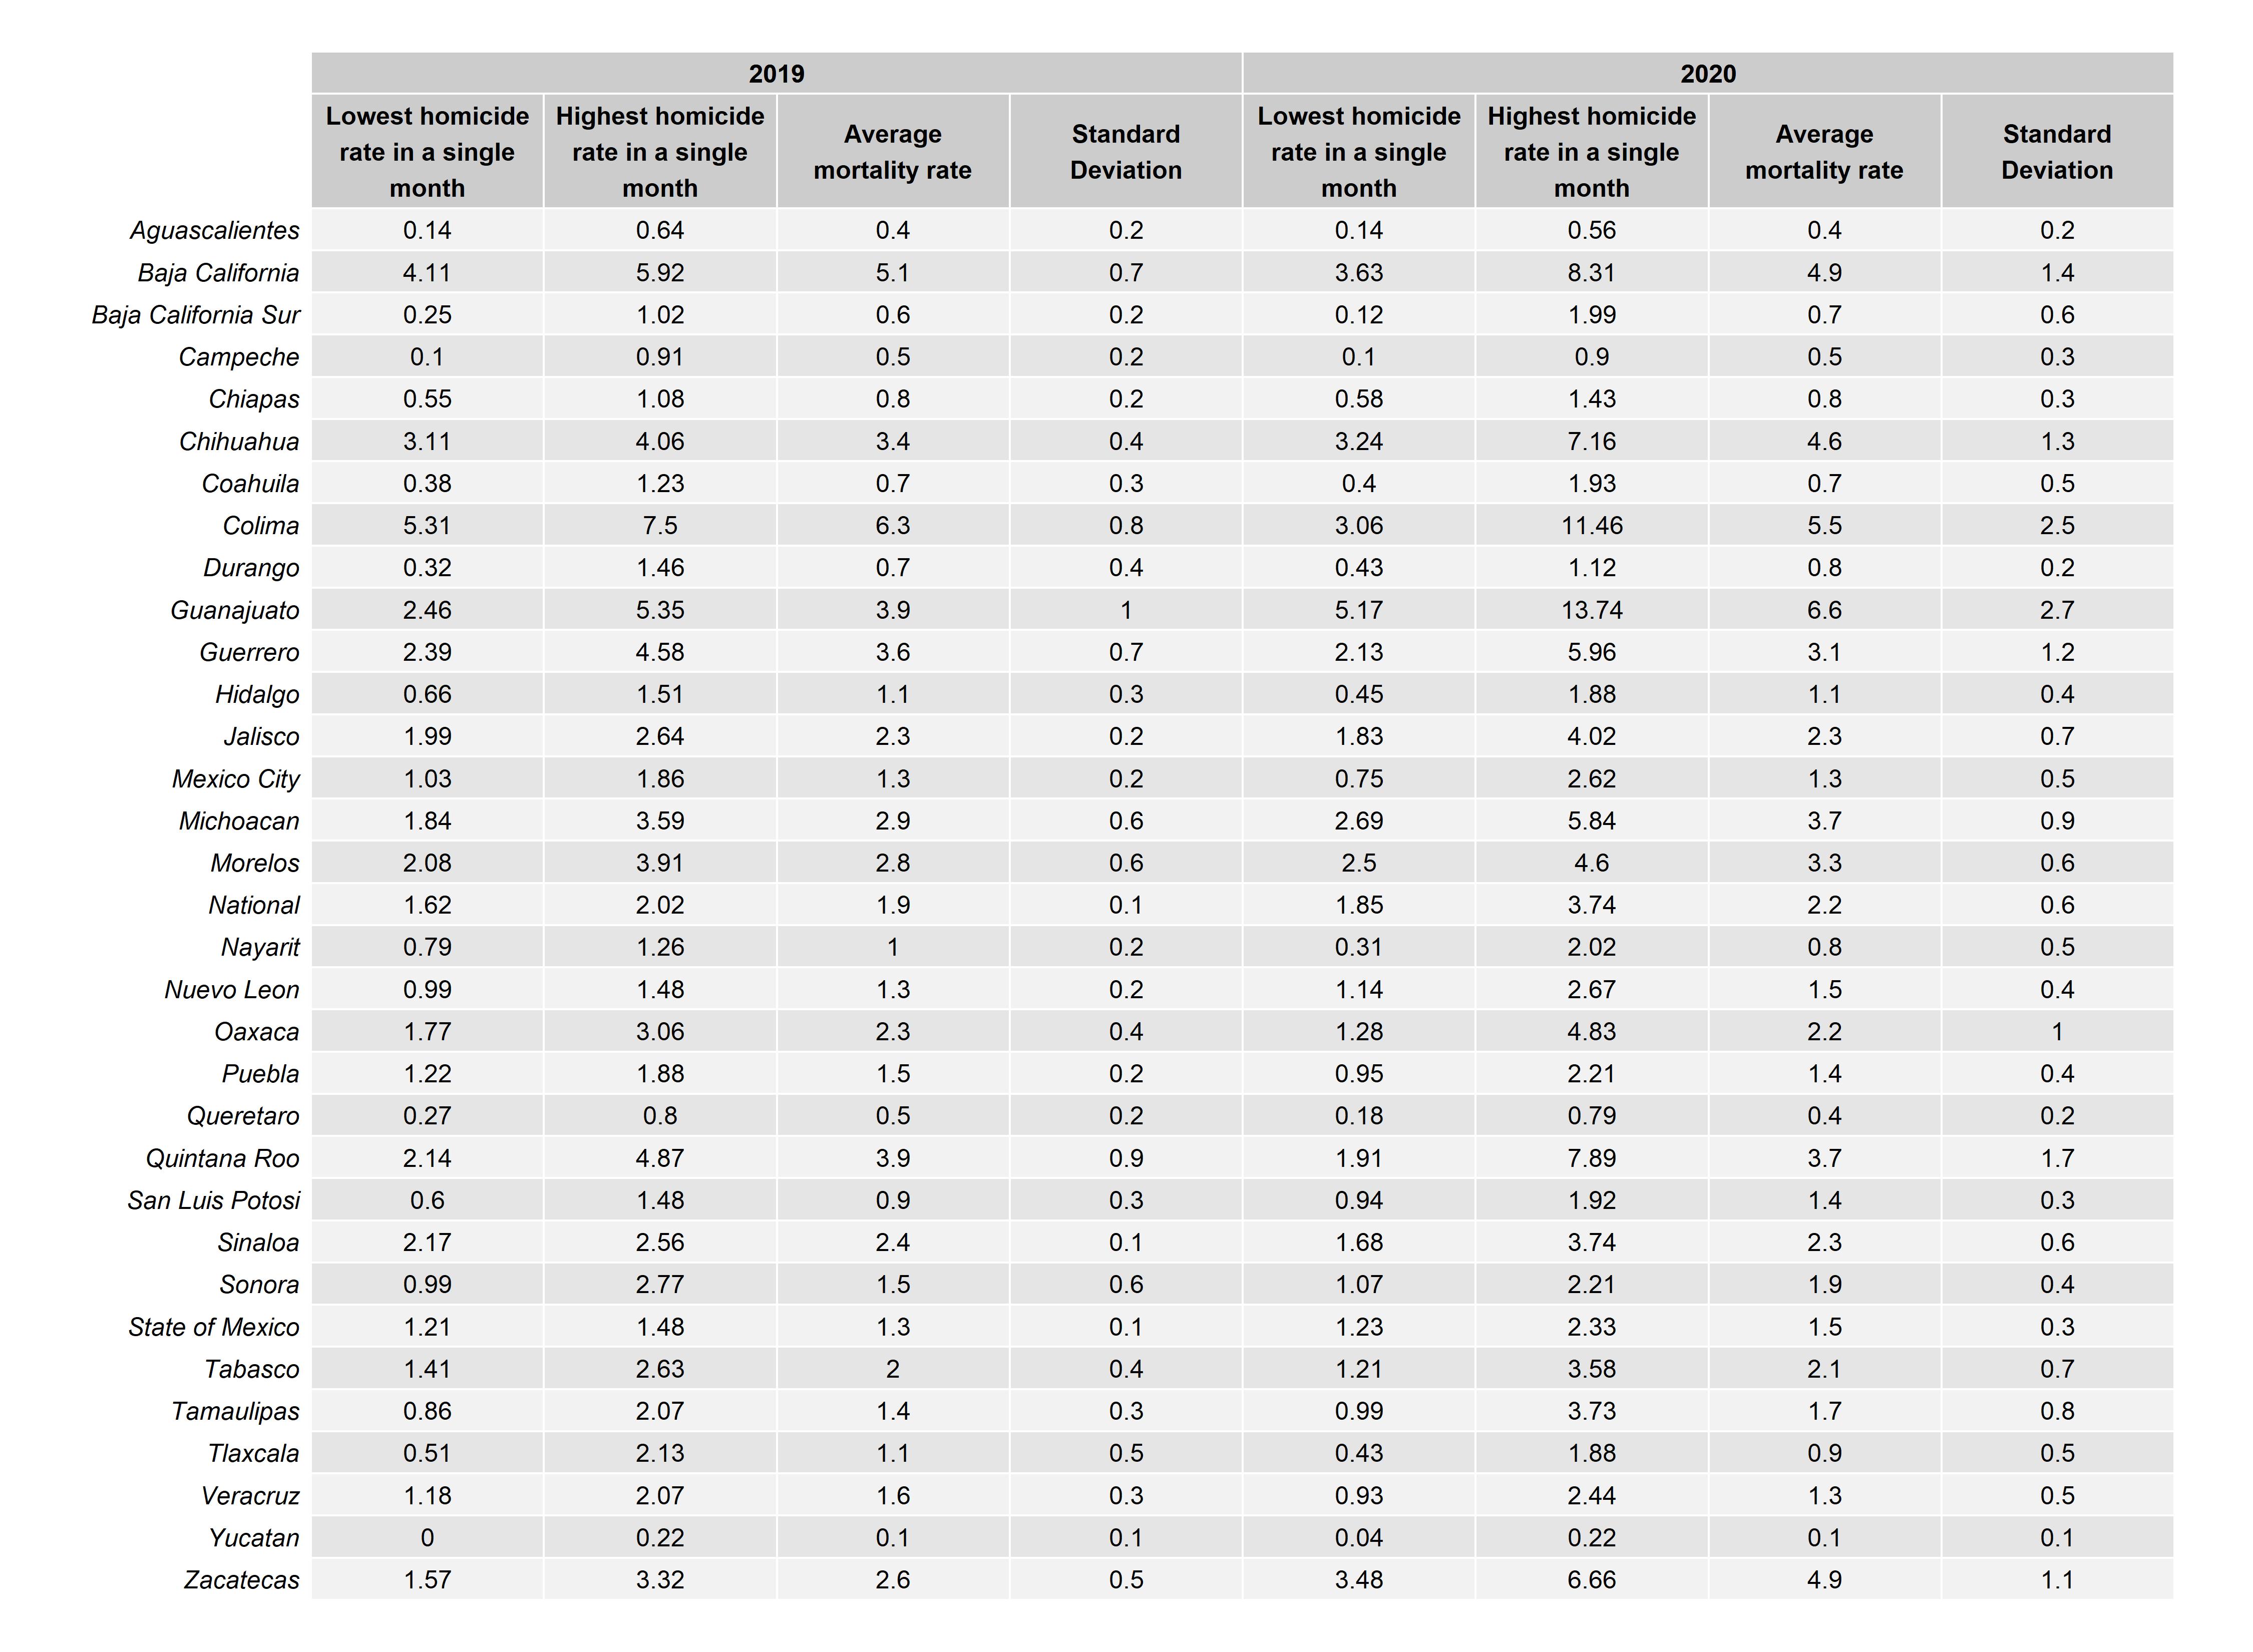 2019 2020
Lowest homicide rate in a single month Highest homicide rate in a single month Average mortality rate Standard Deviation Lowest homicide rate in a single month Highest homicide rate in a single month Average mortality rate Standard Deviation
Aguascalientes 0.14 0.64 0.4 0.2 0.14 0.56 0.4 0.2
Baja California 4.11 5.92 5.1 0.7 3.63 8.31 4.9 1.4
Baja California Sur 0.25 1.02 0.6 0.2 0.12 1.99 0.7 0.6
Campeche 0.1 0.91 0.5 0.2 0.1 0.9 0.5 0.3
Chiapas 0.55 1.08 0.8 0.2 0.58 1.43 0.8 0.3
Chihuahua 3.11 4.06 3.4 0.4 3.24 7.16 4.6 1.3
Coahuila 0.38 1.23 0.7 0.3 0.4 1.93 0.7 0.5
Colima 5.31 7.5 6.3 0.8 3.06 11.46 5.5 2.5
Durango 0.32 1.46 0.7 0.4 0.43 1.12 0.8 0.2
Guanajuato 2.46 5.35 3.9 1 5.17 13.74 6.6 2.7
Guerrero 2.39 4.58 3.6 0.7 2.13 5.96 3.1 1.2
Hidalgo 0.66 1.51 1.1 0.3 0.45 1.88 1.1 0.4
Jalisco 1.99 2.64 2.3 0.2 1.83 4.02 2.3 0.7
Mexico City 1.03 1.86 1.3 0.2 0.75 2.62 1.3 0.5
Michoacan 1.84 3.59 2.9 0.6 2.69 5.84 3.7 0.9
Morelos 2.08 3.91 2.8 0.6 2.5 4.6 3.3 0.6
National 1.62 2.02 1.9 0.1 1.85 3.74 2.2 0.6
Nayarit 0.79 1.26 1 0.2 0.31 2.02 0.8 0.5
Nuevo Leon 0.99 1.48 1.3 0.2 1.14 2.67 1.5 0.4
Oaxaca 1.77 3.06 2.3 0.4 1.28 4.83 2.2 1
Puebla 1.22 1.88 1.5 0.2 0.95 2.21 1.4 0.4
Queretaro 0.27 0.8 0.5 0.2 0.18 0.79 0.4 0.2
Quintana Roo 2.14 4.87 3.9 0.9 1.91 7.89 3.7 1.7
San Luis Potosi 0.6 1.48 0.9 0.3 0.94 1.92 1.4 0.3
Sinaloa 2.17 2.56 2.4 0.1 1.68 3.74 2.3 0.6
Sonora 0.99 2.77 1.5 0.6 1.07 2.21 1.9 0.4
State of Mexico 1.21 1.48 1.3 0.1 1.23 2.33 1.5 0.3
Tabasco 1.41 2.63 2 0.4 1.21 3.58 2.1 0.7
Tamaulipas 0.86 2.07 1.4 0.3 0.99 3.73 1.7 0.8
Tlaxcala 0.51 2.13 1.1 0.5 0.43 1.88 0.9 0.5
Veracruz 1.18 2.07 1.6 0.3 0.93 2.44 1.3 0.5
Yucatan 0 0.22 0.1 0.1 0.04 0.22 0.1 0.1
Zacatecas 1.57 3.32 2.6 0.5 3.48 6.66 4.9 1.1